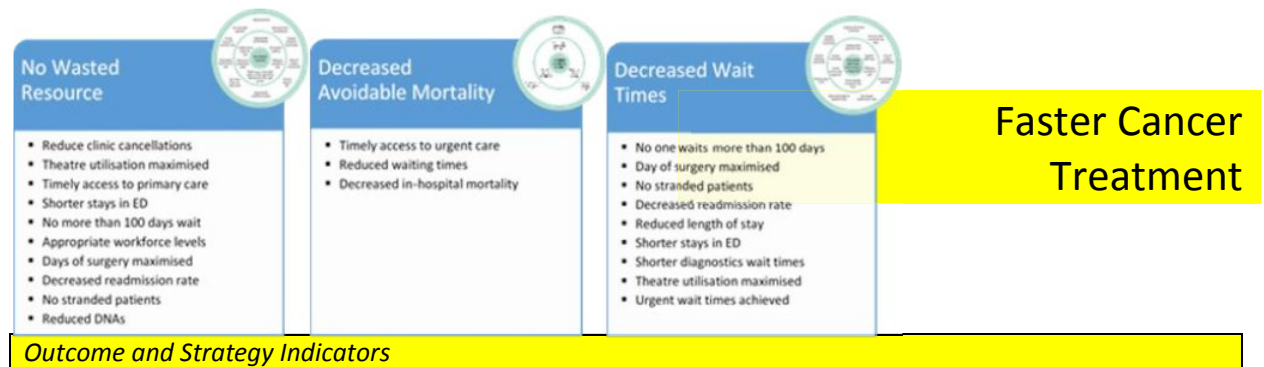 No Wasted
Resource
▪ Reduce clinic cancellations
▪ Theatre utilisation maximised
▪ Timely access to primary care
▪ Shorter stays in ED
▪ No more than 100 days wait
▪ Appropriate workforce levels
▪ Days of surgery maximised
▪ Decreased readmission rate
▪ No stranded patients
▪ Reduced DNAs
Decreased
Avoidable Mortality
▪ Timely access to urgent care
▪ Reduced waiting times
▪ Decreased in-hospital mortality
Decreased Wait
Times
▪ No one waits more than 100 days
▪ Day of surgery maximised
▪ No stranded patients
▪ Decreased readmission rate
▪ Reduced length of stay
▪ Shorter stays in ED
▪ Shorter diagnostics wait times
▪ Theatre utilisation maximised
▪ Urgent wait times achieved
Faster Cancer
Treatment
Outcome and Strategy Indicators